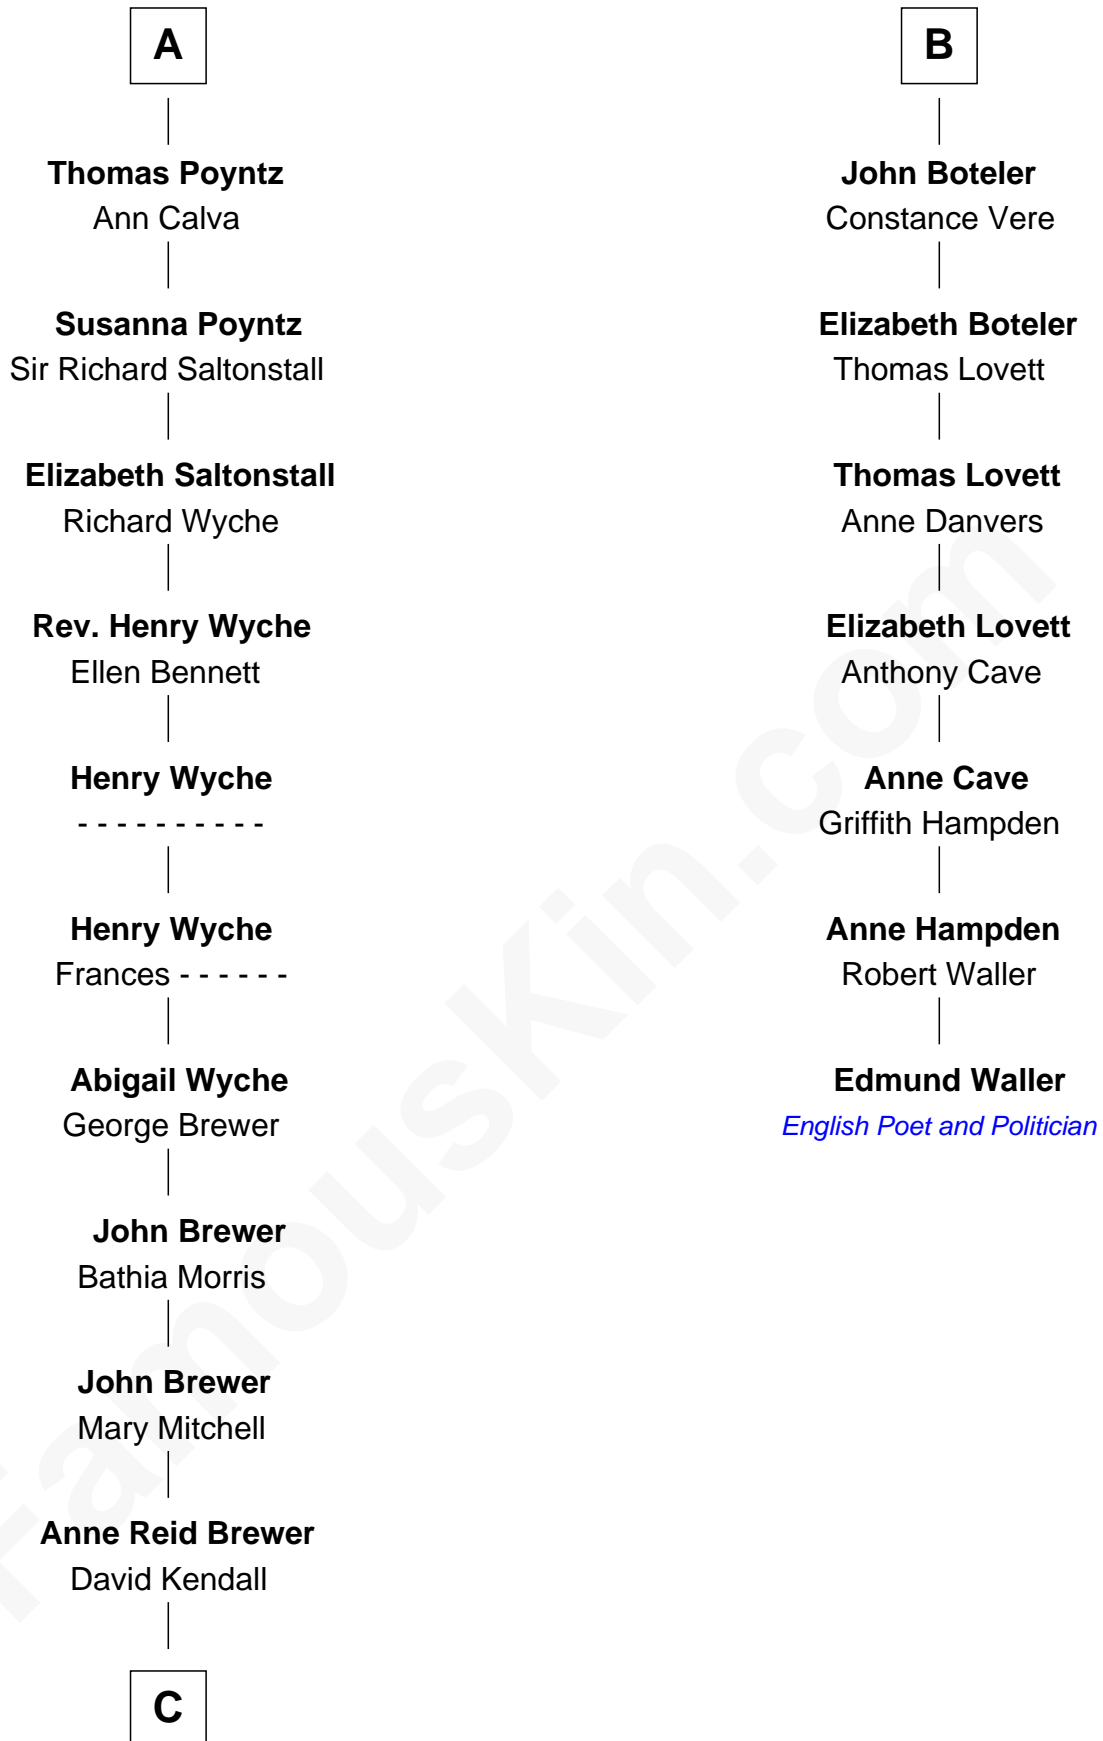 A
Thomas Poyntz
Ann Calva
Susanna Poyntz
Sir Richard Saltonstall
Elizabeth Saltonstall
Richard Wyche
Rev. Henry Wyche
Ellen Bennett
Henry Wyche
- - - - - - - - - -
Henry Wyche
Frances - - - - - -
Abigail Wyche
George Brewer
John Brewer
Bathia Morris
John Brewer
Mary Mitchell
Anne Reid Brewer
David Kendall
C
B
John Boteler
Constance Vere
Elizabeth Boteler
Thomas Lovett
Thomas Lovett
Anne Danvers
Elizabeth Lovett
Anthony Cave
Anne Cave
Griffith Hampden
Anne Hampden
Robert Waller
Edmund Waller
English Poet and Politician
FamousKin.com